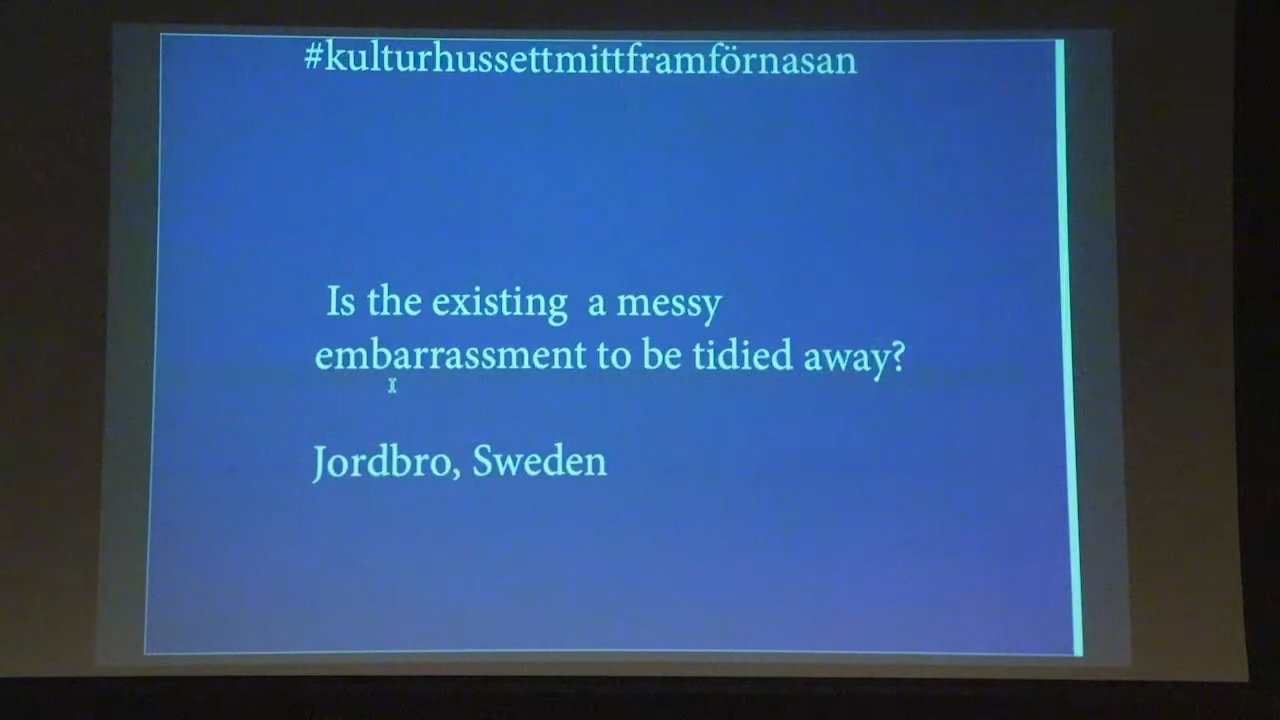 #kulturhussettmittframförnasan
Is the existing  a messy
embarrassment to be tidied away?
Jordbro, Sweden